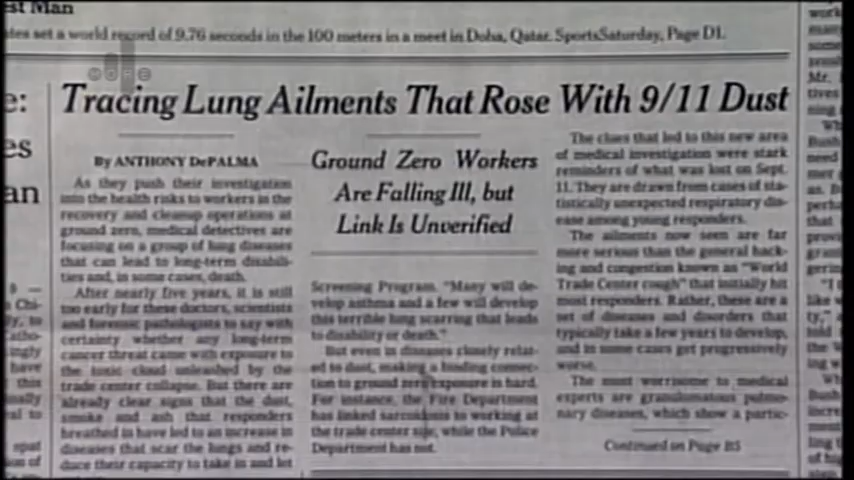 st Man
tes set a world record of 9.76 seconds in the 100 meters in a meet in Doha, Qatar. SportsSaturday, Page D1.
Tracing Lung Ailments That Rose With 9/11 Dust
By ANTHONY DePALMA
As they push their investigation
into the health risks to workers in the
recovery and cleanup operations at
ground zero, medical detectives are
focusing on a group of lung diseases
that can lead to long-term disabili-
ties and, in some cases, death.
After nearly five years, it is still
too early for these doctors, scientists
and forensic pathologists to say with
certainty whether any long-term
cancer threat came with exposure to
the toxic cloud unleashed by the
trade center collapse. But there are
already clear signs that the dust,
smoke and ash that responders
breathed in have led to an increase in
diseases that scar the lungs and re-
duce their capacity to take in and let
Ground Zero Workers
Are Falling Ill, but
Link Is Unverified
Screening Program. "Many will de-
velop asthma and a few will develop
this terrible lung scarring that leads
to disability or death."
But even in diseases closely relat-
ed to dust, making a binding connec-
tion to ground zero exposure is hard.
For instance, the Fire Department
has linked sarcoidosis to working at
the trade center site, while the Police
Department has not.
The clues that led to this new area
of medical investigation were stark
reminders of what was lost on Sept.
11. They are drawn from cases of sta-
tistically unexpected respiratory dis-
ease among young responders.
The ailments now seen are far
more serious than the general hack-
ing and congestion known as "World
Trade Center cough" that initially hit
most responders. Rather, these are a
set of diseases and disorders that
typically take a few years to develop,
and in some cases get progressively
worse.
The most worrisome to medical
experts are granulomatous pulmo-
nary diseases, which show a partic-
Continued on Page B5